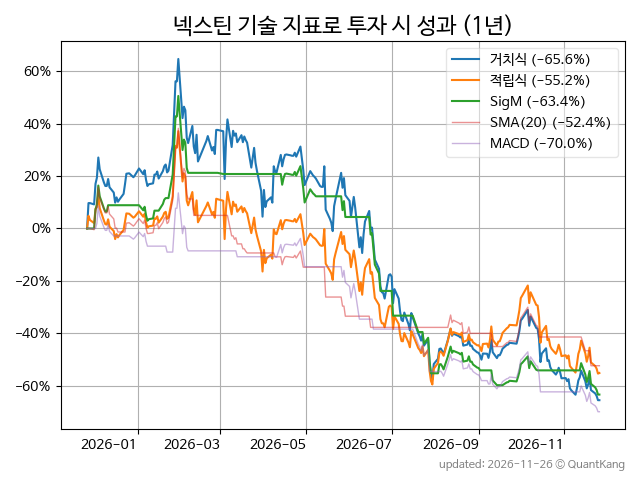 넥스틴 기술 지표로 투자 시 성과 (1년)
거치식 (−65.6%)
적립식 (−55.2%)
SigM (−63.4%)
SMA(20) (−52.4%)
MACD (−70.0%)
60%
40%
20%
0%
−20%
−40%
−60%
2026-01 2026-03 2026-05 2026-07 2026-09 2026-11
updated: 2026-11-26 © QuantKang